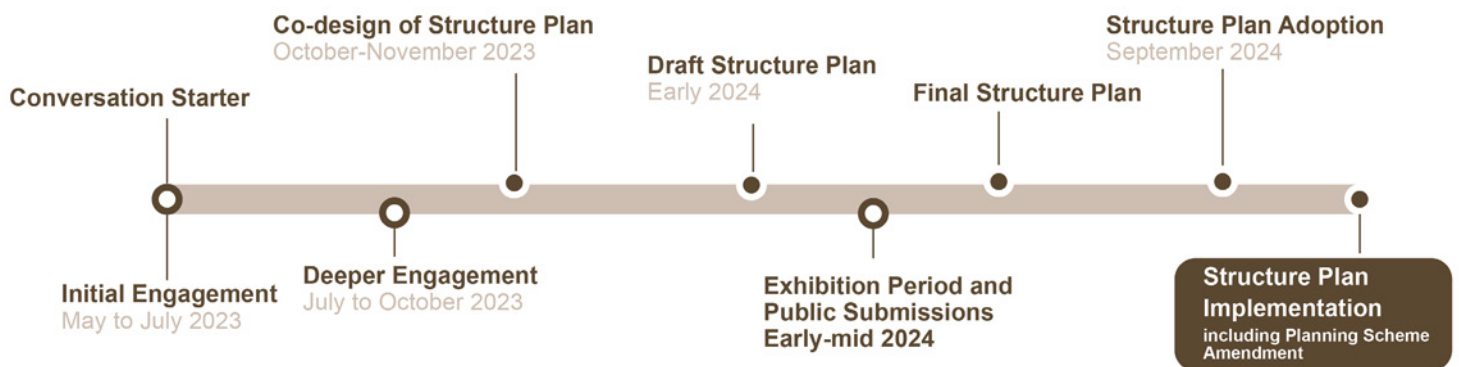 Conversation Starter
Initial Engagement
May to July 2023
Deeper Engagement
July to October 2023
Co-design of Structure Plan
October-November 2023
Draft Structure Plan
Early 2024
Exhibition Period and
Public Submissions
Early-mid 2024
Final Structure Plan
Structure Plan Adoption
September 2024
Structure Plan
Implementation
including Planning Scheme
Amendment